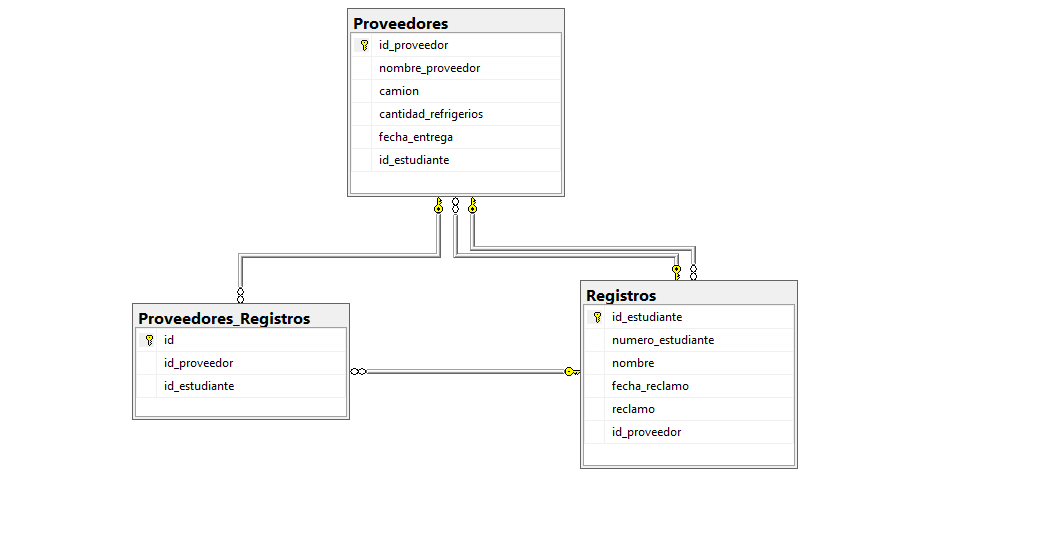 Proveedores
id_proveedor
nombre_proveedor
camion
cantidad_refrigerios
fecha_entrega
id_estudiante
Proveedores_Registros
id
id_proveedor
id_estudiante
Registros
id_estudiante
numero_estudiante
nombre
fecha_reclamo
reclamo
id_proveedor